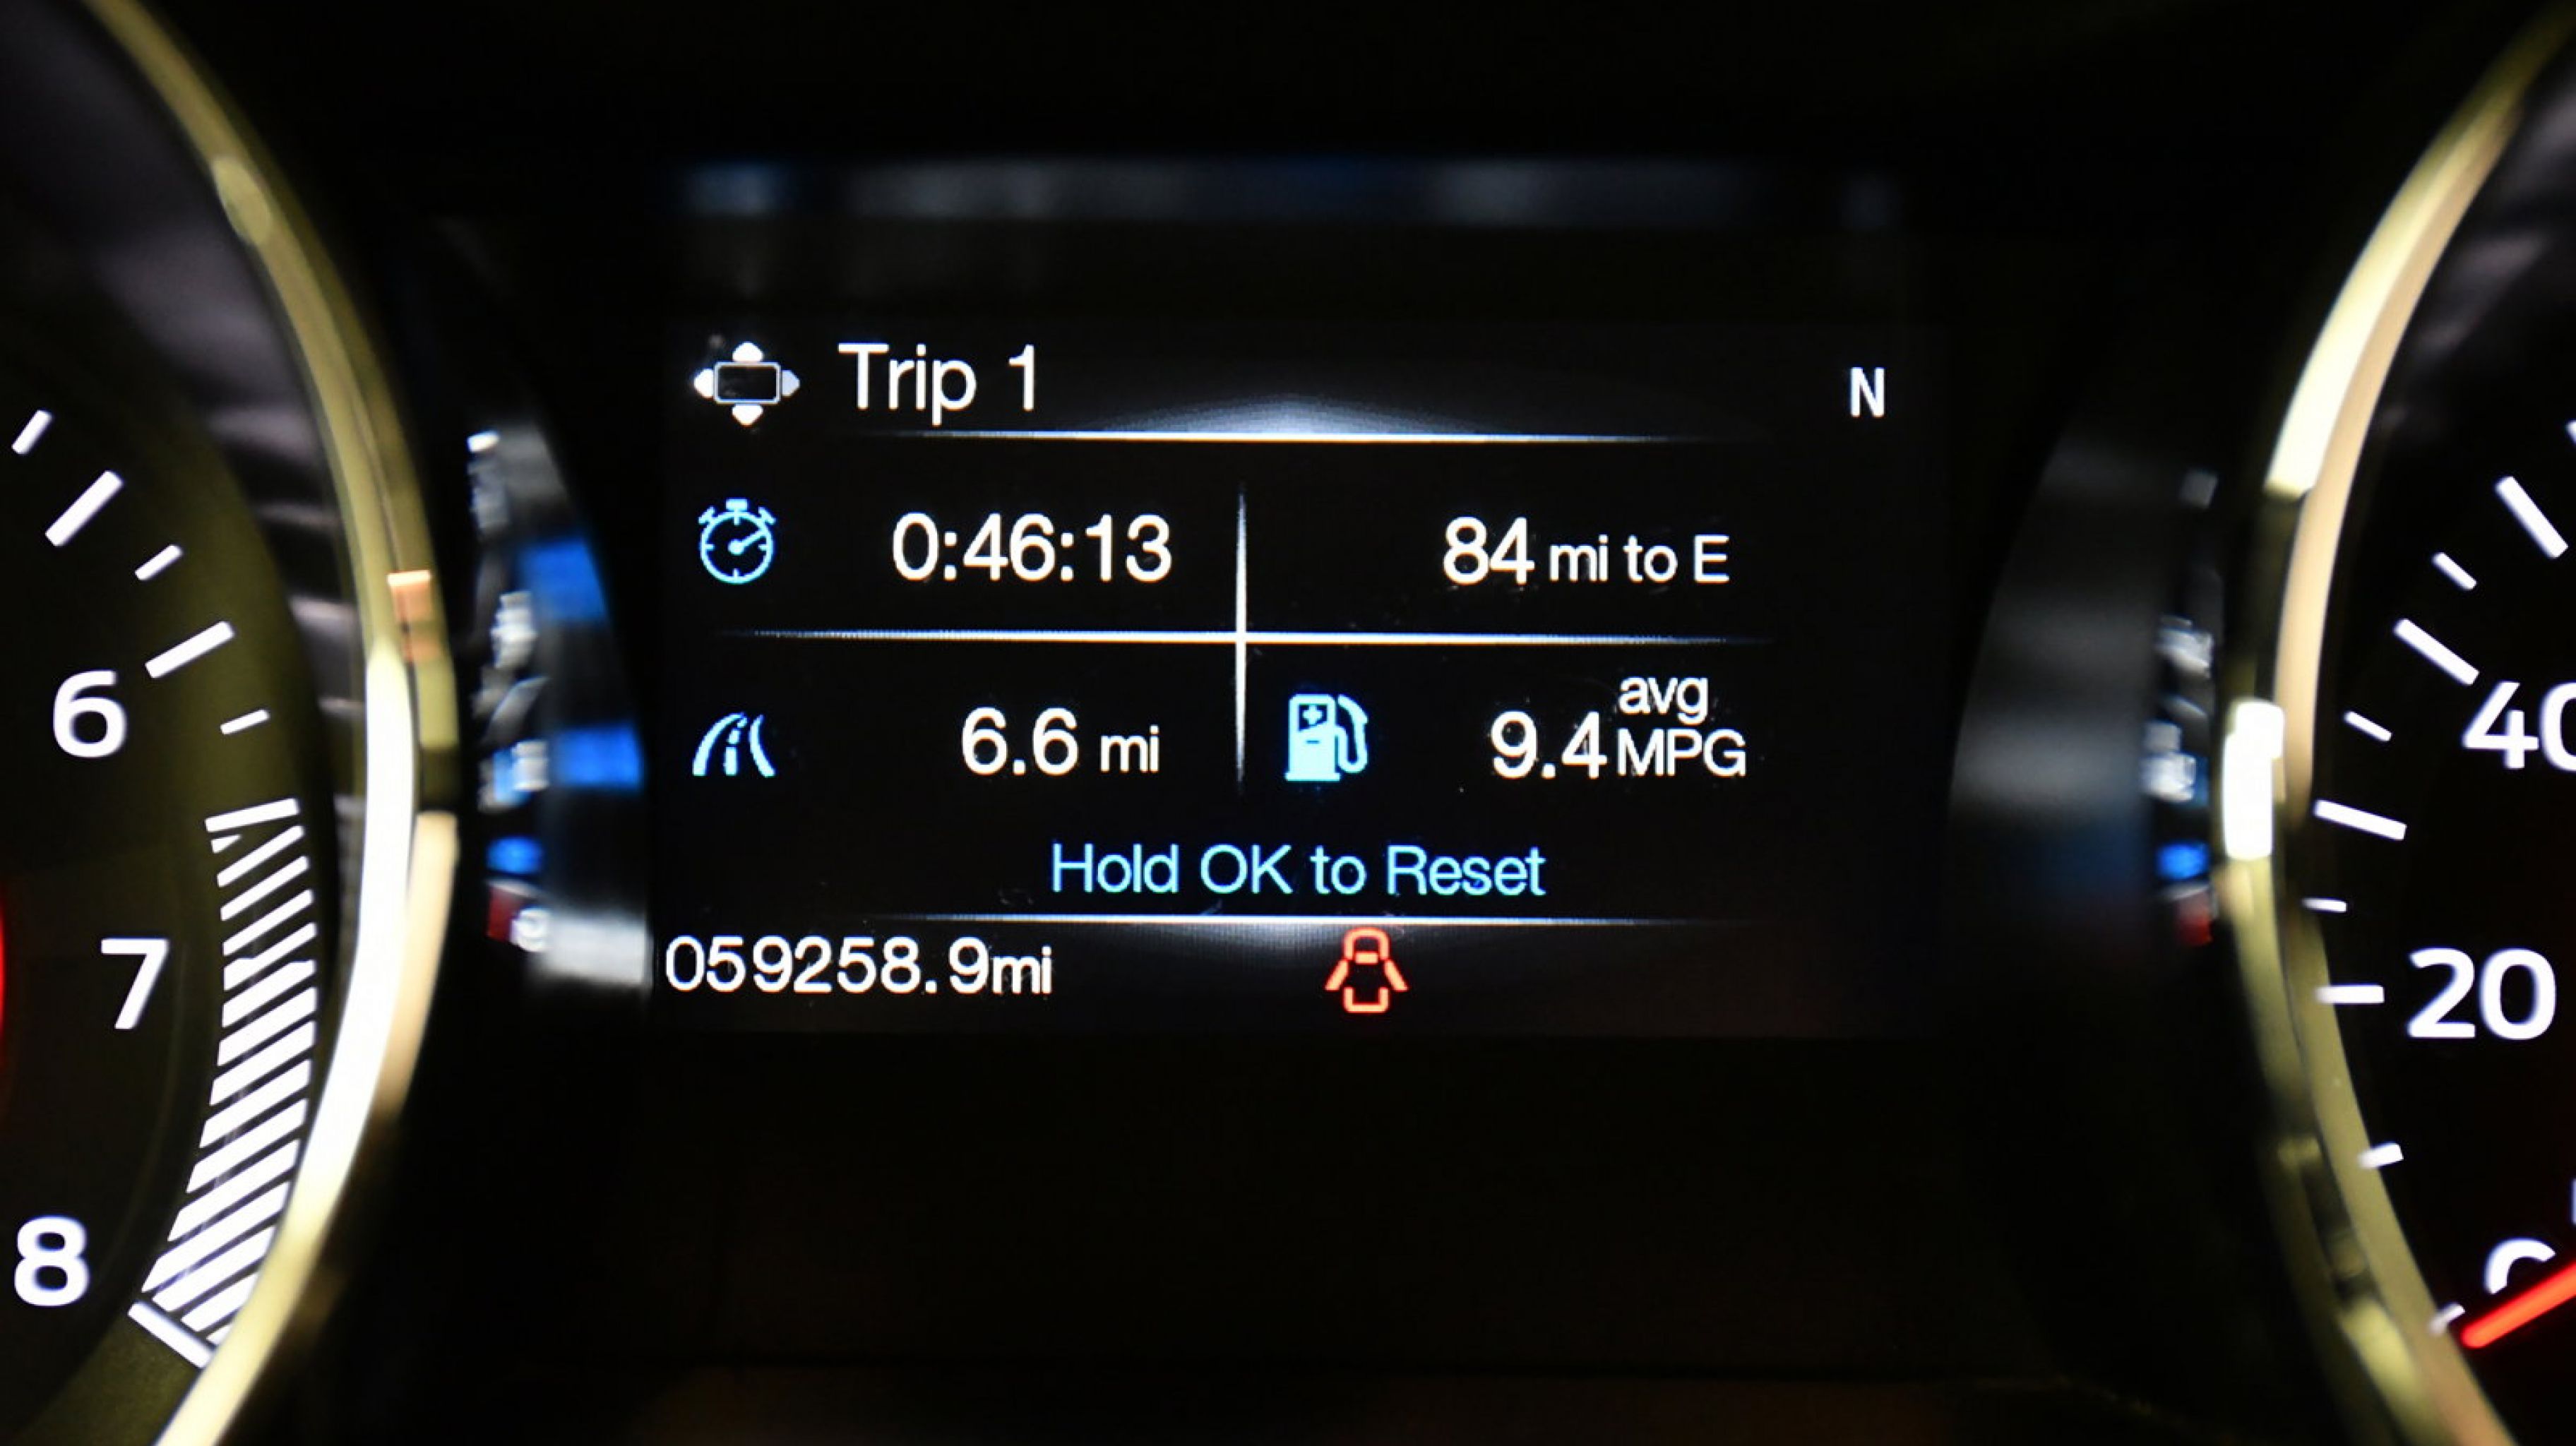 Trip 1
N
0:46:13
84 mi to E
6.6 mi
9.4 avg MPG
Hold OK to Reset
059258.9mi
6
7
8
40
20
0